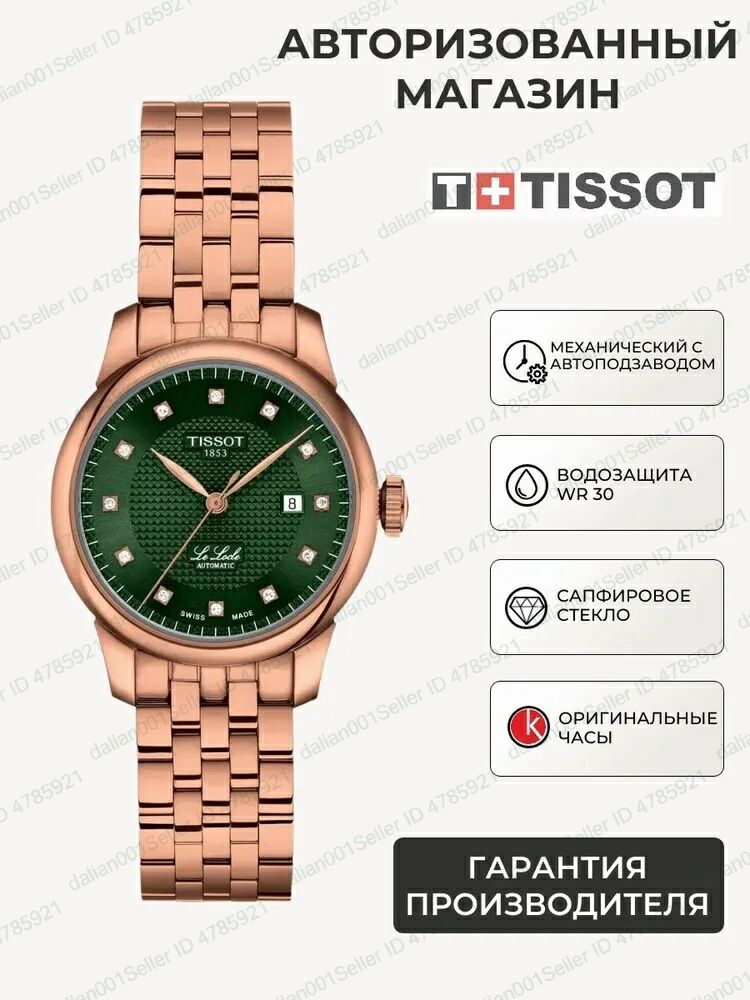 АВТОРИЗОВАННЫЙ
МАГАЗИН
T+TISSOT
МЕХАНИЧЕСКИЙ С
АВТОПОДЗАВОДОМ
ВОДОЗАЩИТА
WR 30
САПФИРОВОЕ
СТЕКЛО
ОРИГИНАЛЬНЫЕ
ЧАСЫ
ГАРАНТИЯ
ПРОИЗВОДИТЕЛЯ
TISSOT
1853
8
Le Locle
AUTOMATIC
SWISS MADE
k
dalian001Seller ID 4785921